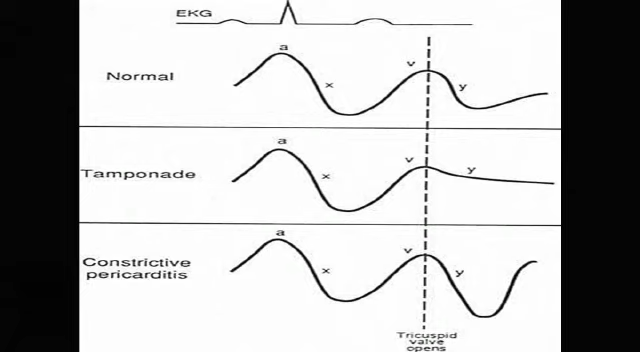 EKG
a
v
Normal
x
y
a
v
y
Tamponade
x
a
v
Constrictive
pericarditis
x
y
Tricuspid
valve
opens